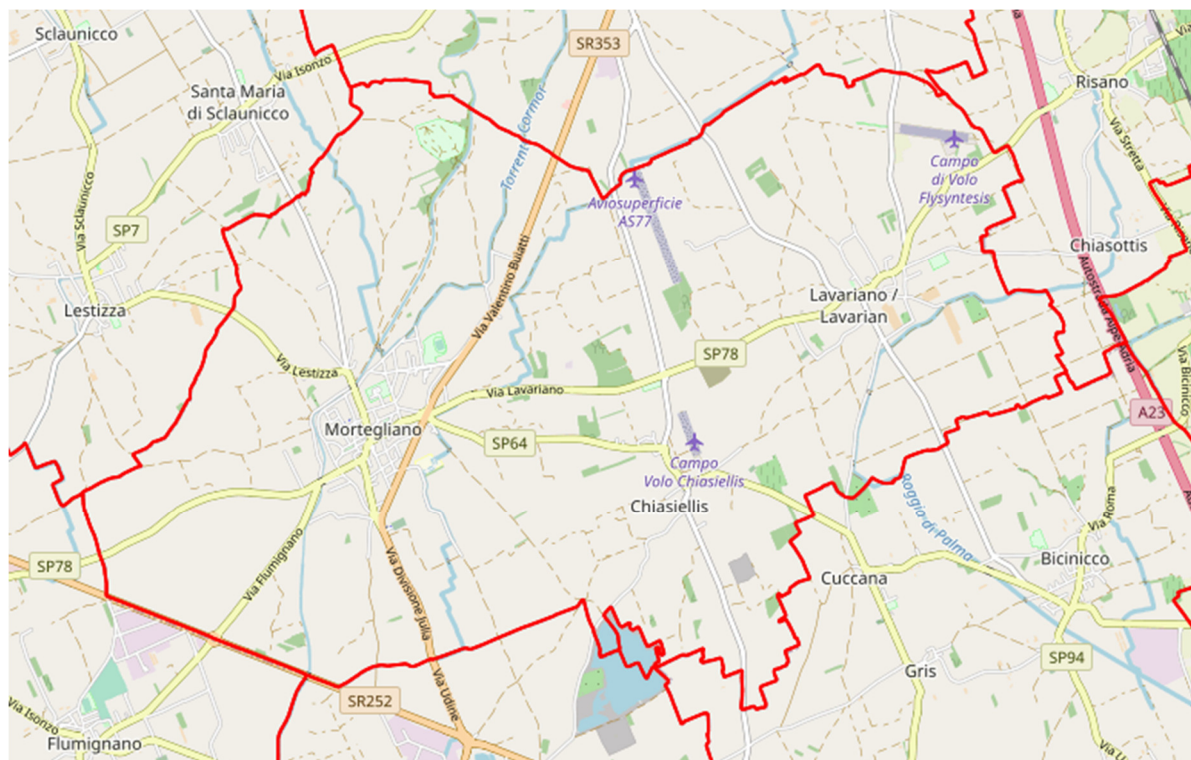 Sclaunicco
SR353
Via Isonzo
Risano
Santa Maria
di Sclaunicco
Torrente Cormor
Via Stretta
Campo
di Volo
Flysyntesis
Via Sclaunicco
SP7
Aviosuperficie
AS77
Chiasottis
Via Valentino Buiatti
Autostrada Alpe Adria
Lestizza
Lavariano /
Lavarian
SP78
Via Lestizza
Via Bicinicco
Via Lavariano
A23
Mortegliano
SP64
Campo
Volo Chiasiellis
Chiasiellis
Roggia di Palma
Via Roma
SP78
Via Flumignano
Via Divisione Julia
Cuccana
Bicinicco
SP94
Gris
Via Udine
SR252
Via Isonzo
Flumignano